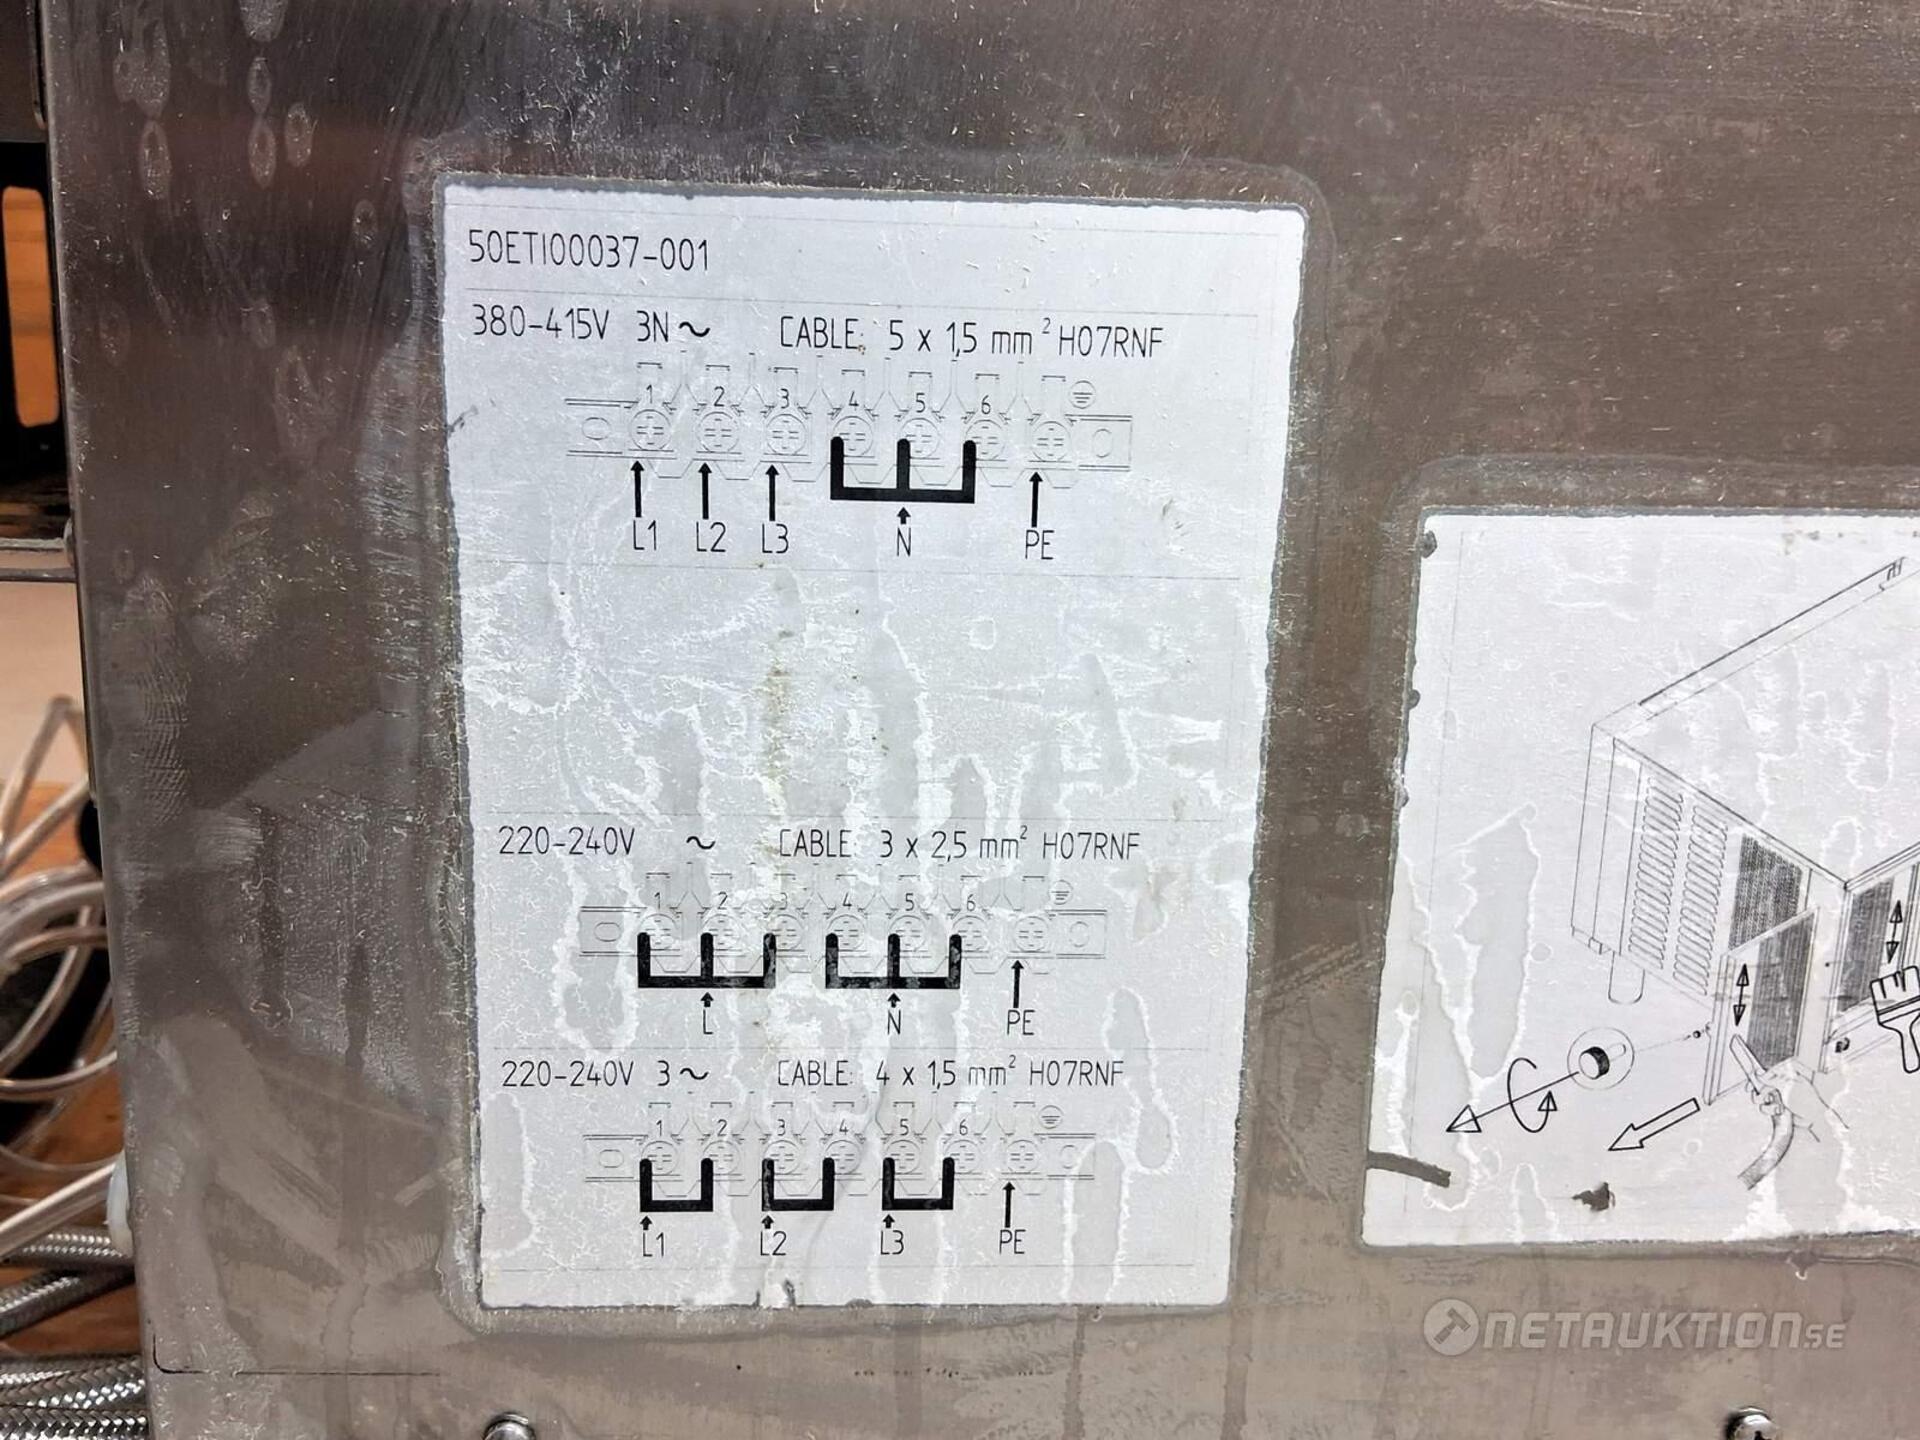 50ETI00037-001
380-415V 3N~ CABLE: 5 x 1,5 mm² H07RNF
1 2 3 4 5 6
L1 L2 L3 N PE
220-240V ~ CABLE: 3 x 2,5 mm² H07RNF
1 2 3 4 5 6
L N PE
220-240V 3~ CABLE: 4 x 1,5 mm² H07RNF
1 2 3 4 5 6
L1 L2 L3 PE
NETAUKTION.SE